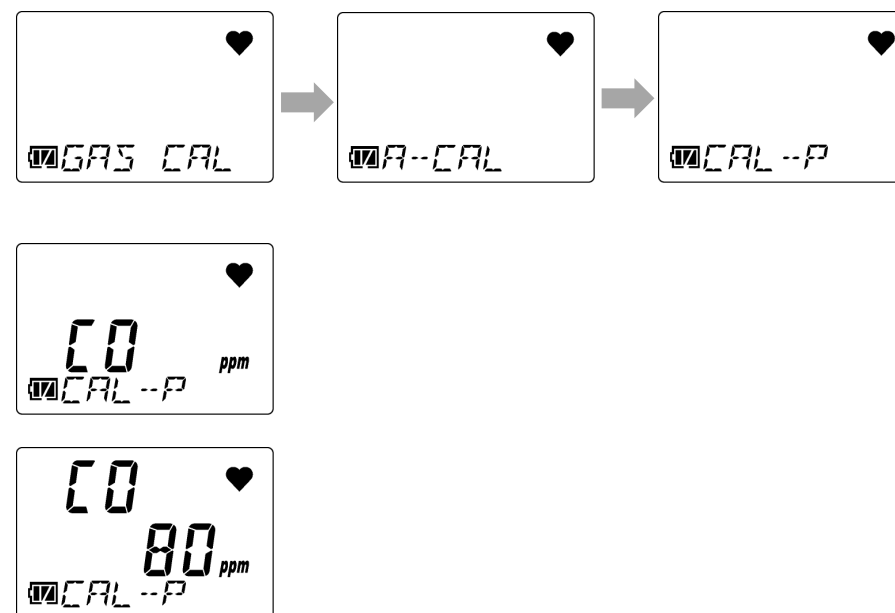 GAS CAL
A--CAL
CAL--P
CO
ppm
CAL--P
CO
80 ppm
CAL--P